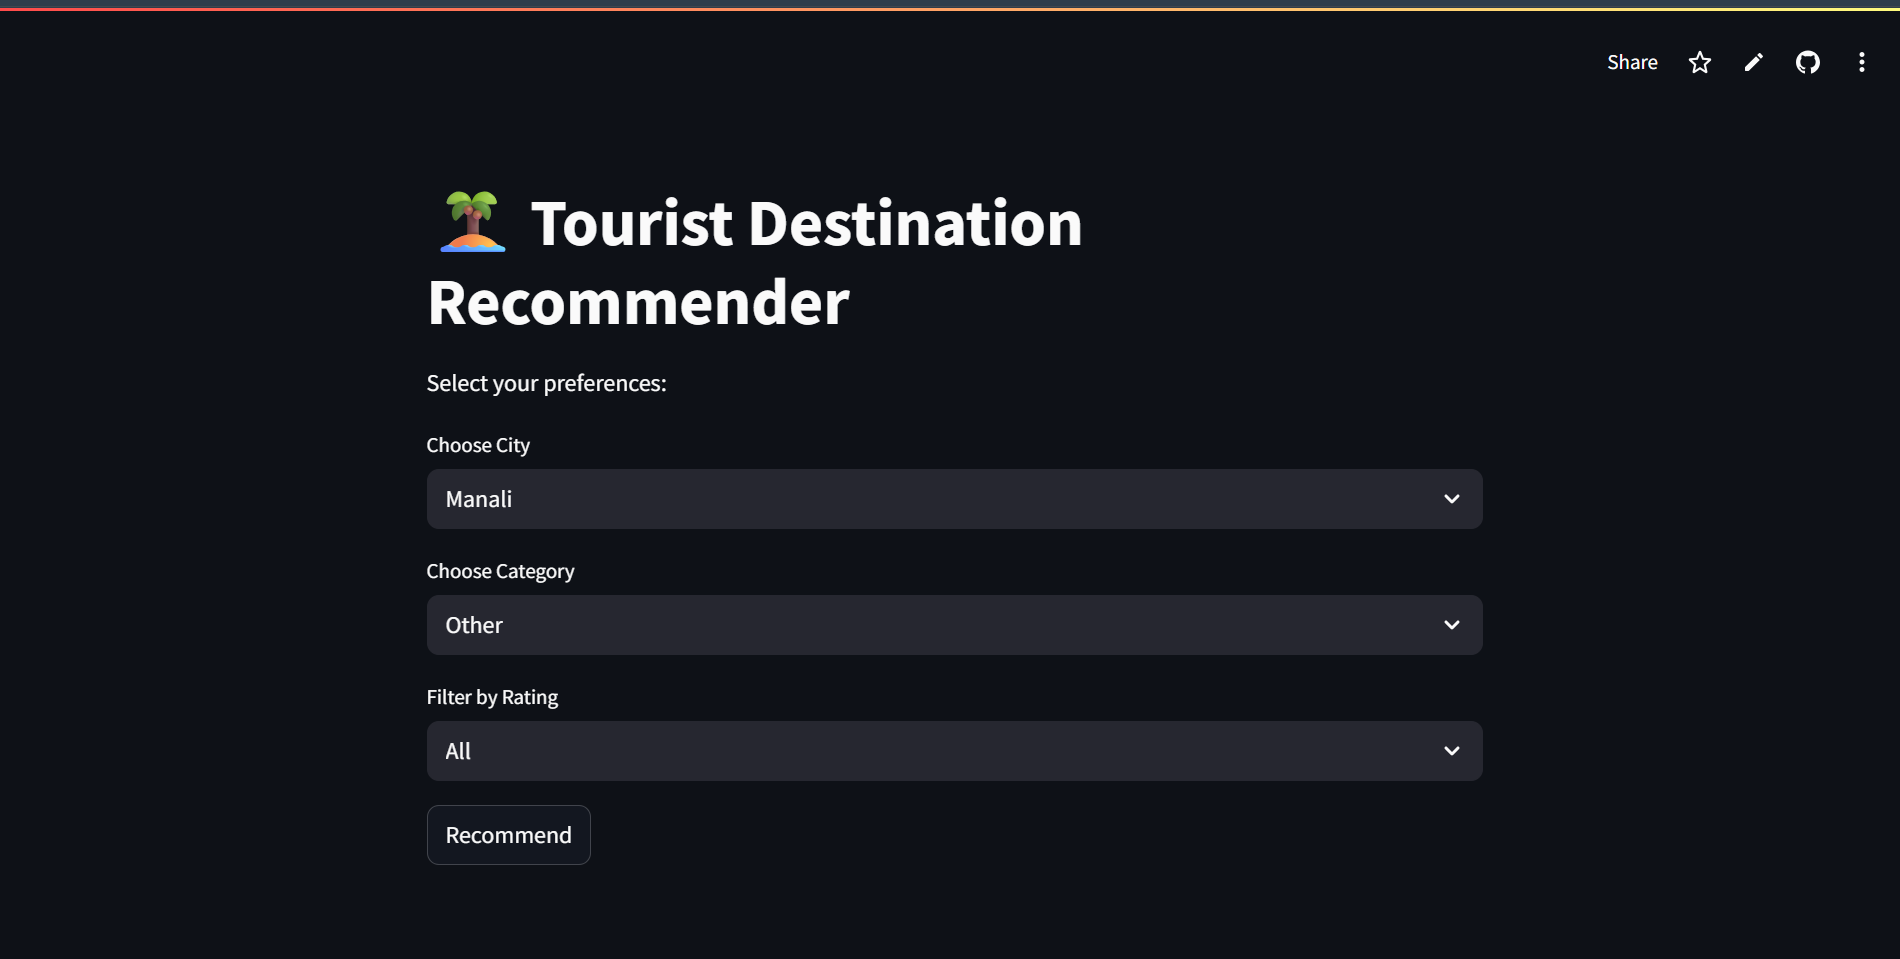 Share
Tourist Destination
Recommender
Select your preferences:
Choose City
Manali
Choose Category
Other
Filter by Rating
All
Recommend